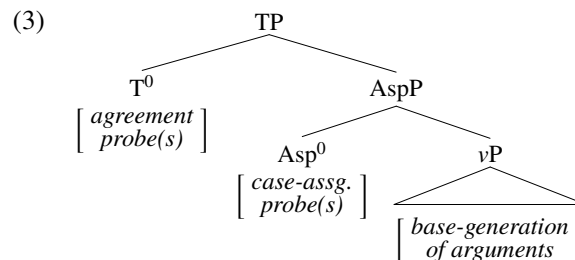 (3)
TP
T⁰
[ agreement
probe(s) ]
AspP
Asp⁰
[ case-assg.
probe(s) ]
vP
[ base-generation
of arguments